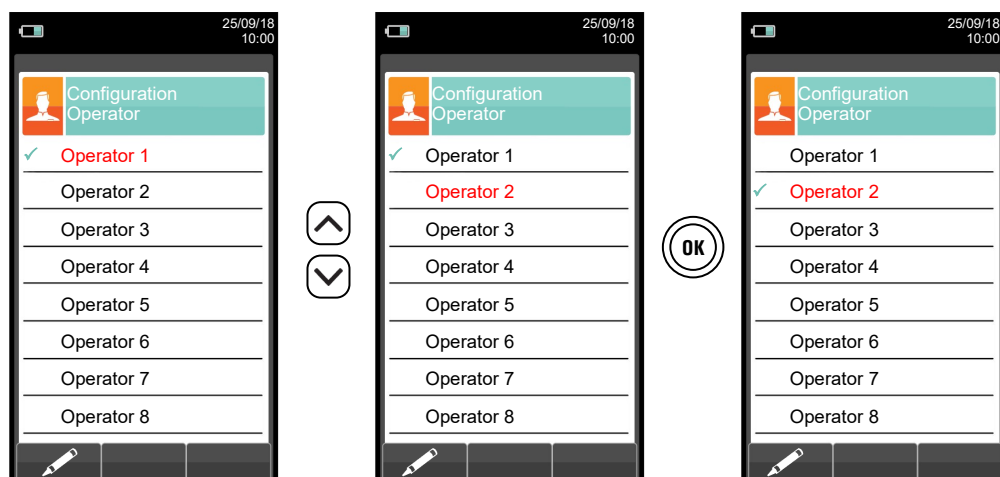 25/09/18
10:00
Configuration
Operator
✓ Operator 1
Operator 2
Operator 3
Operator 4
Operator 5
Operator 6
Operator 7
Operator 8
25/09/18
10:00
Configuration
Operator
✓ Operator 1
Operator 2
Operator 3
Operator 4
Operator 5
Operator 6
Operator 7
Operator 8
OK
25/09/18
10:00
Configuration
Operator
Operator 1
✓ Operator 2
Operator 3
Operator 4
Operator 5
Operator 6
Operator 7
Operator 8